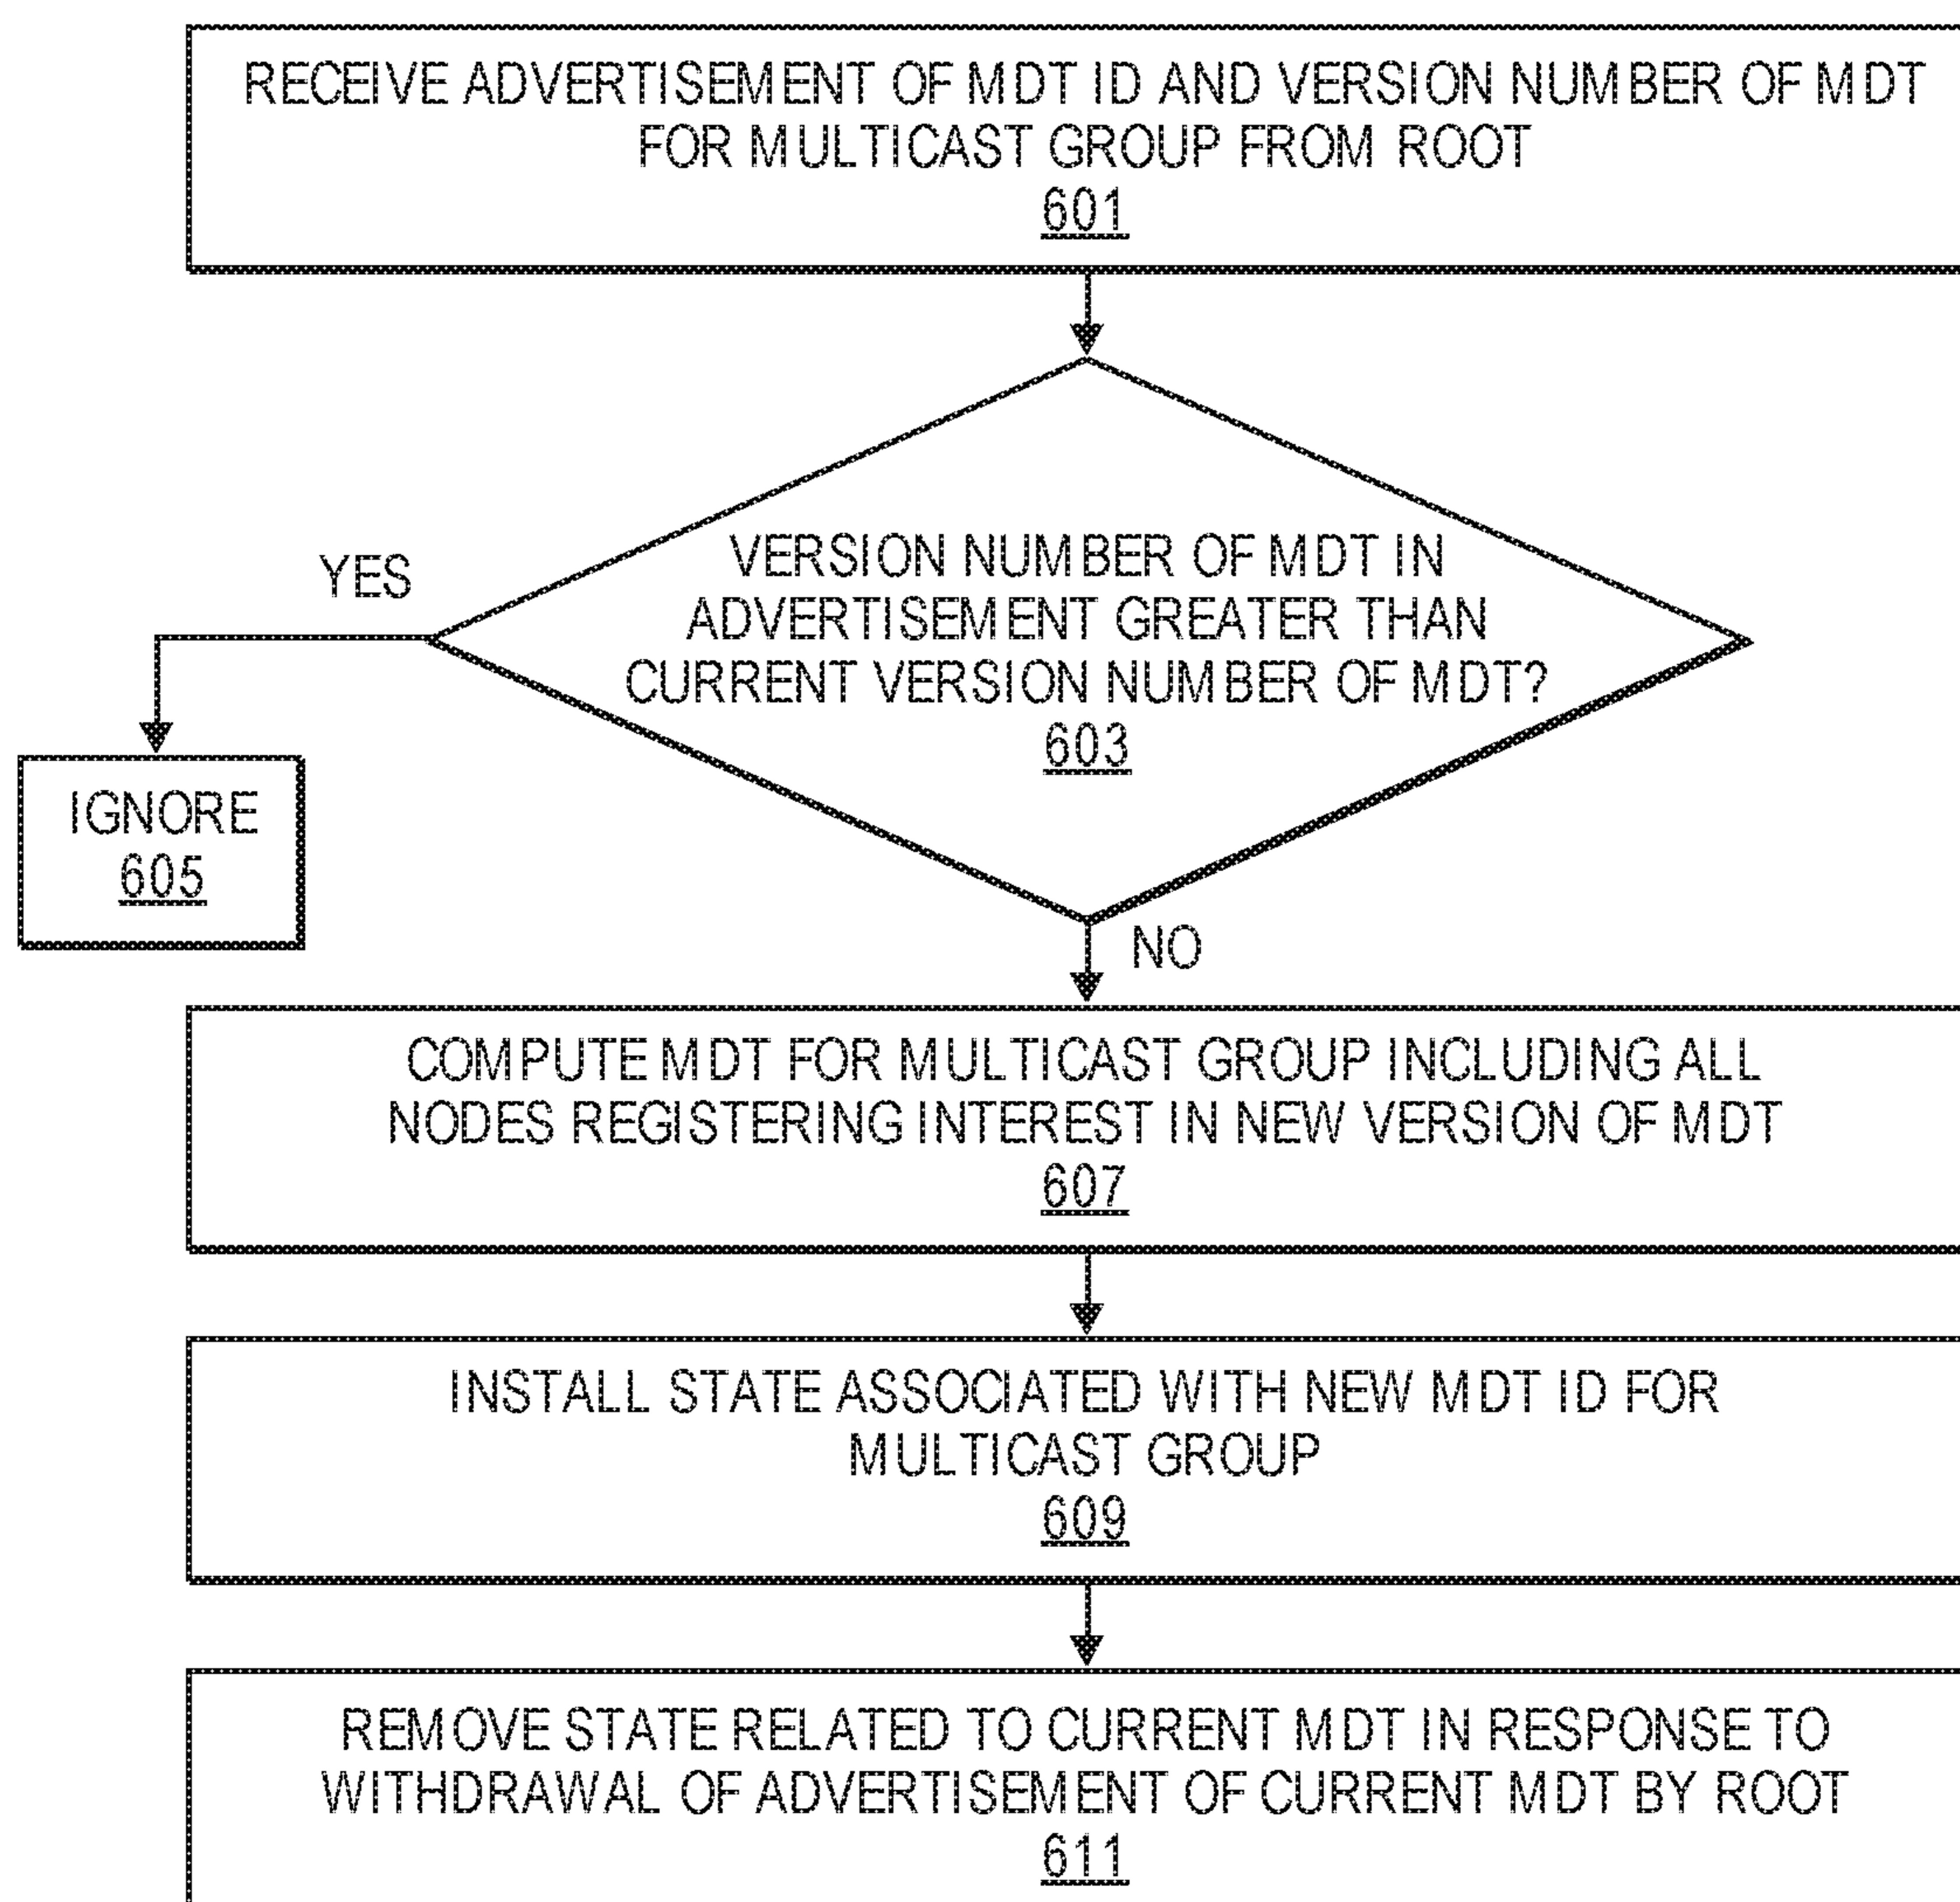 RECEIVE ADVERTISEMENT OF MDT ID AND VERSION NUMBER OF MDT
FOR MULTICAST GROUP FROM ROOT
601
VERSION NUMBER OF MDT IN
ADVERTISEMENT GREATER THAN
CURRENT VERSION NUMBER OF MDT?
603
YES
IGNORE
605
NO
COMPUTE MDT FOR MULTICAST GROUP INCLUDING ALL
NODES REGISTERING INTEREST IN NEW VERSION OF MDT
607
INSTALL STATE ASSOCIATED WITH NEW MDT ID FOR
MULTICAST GROUP
609
REMOVE STATE RELATED TO CURRENT MDT IN RESPONSE TO
WITHDRAWAL OF ADVERTISEMENT OF CURRENT MDT BY ROOT
611